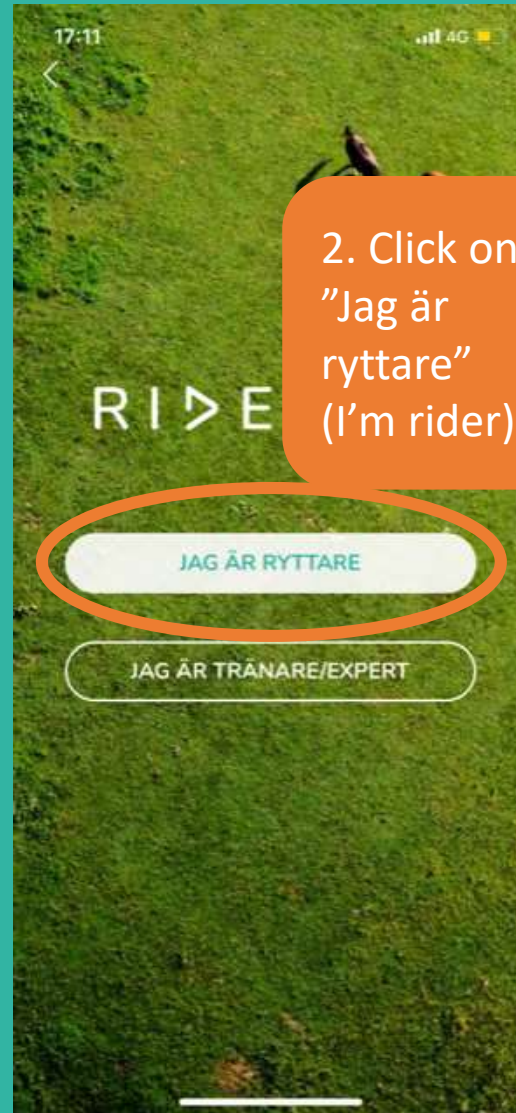 17:11
4G
2. Click on
”Jag är
ryttare”
(I’m rider)
RIDE
JAG ÄR RYTTARE
JAG ÄR TRÄNARE/EXPERT